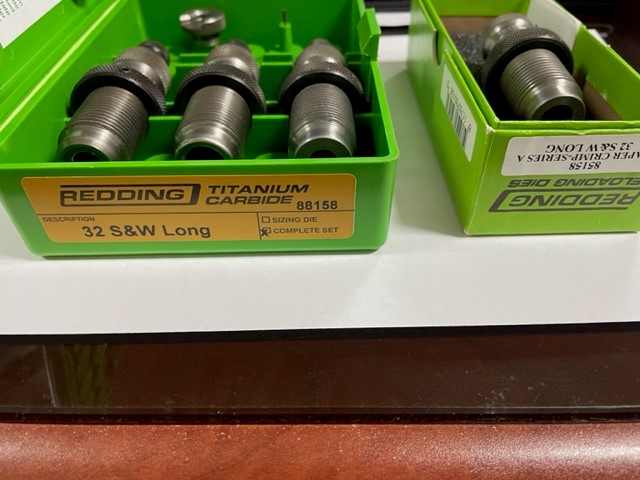 REDDING TITANIUM
CARBIDE 88158
DESCRIPTION
32 S&W Long
SIZING DIE
COMPLETE SET
85158
TAPER CRIMP-SERIES A
32 S&W LONG
REDDING
RELOADING DIES